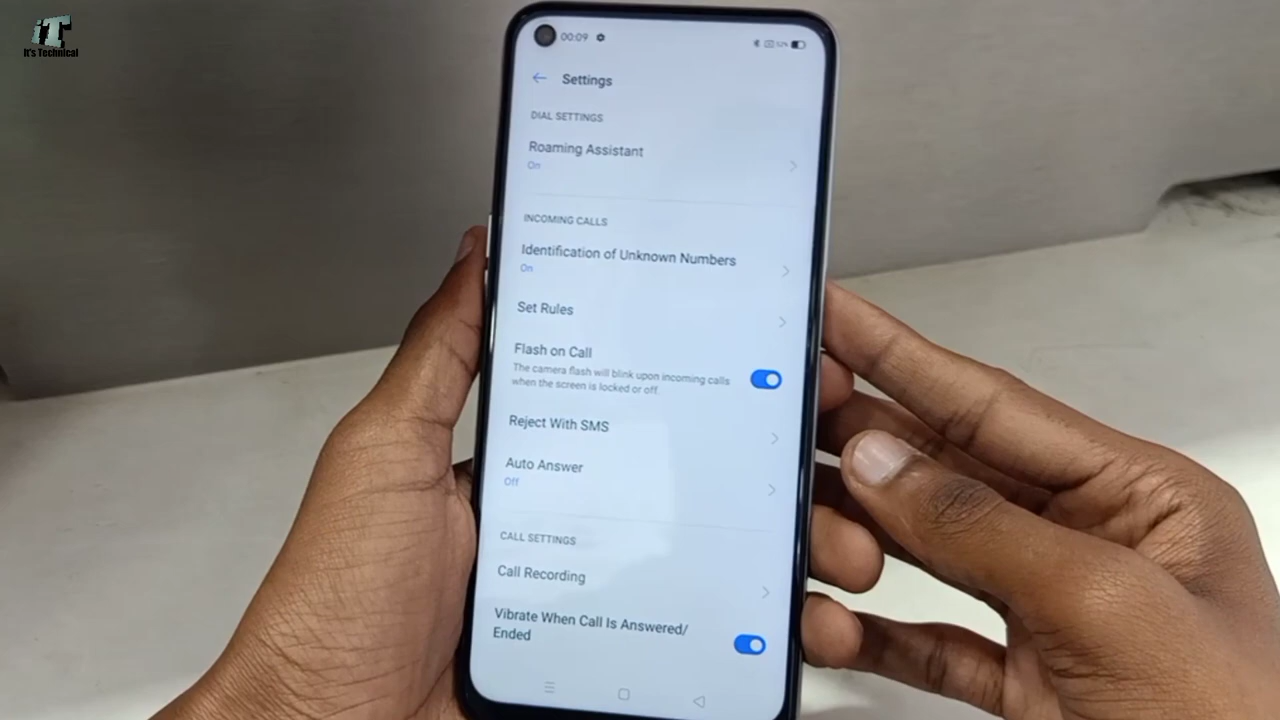 iT
It's Technical
00:09
52%
Settings
DIAL SETTINGS
Roaming Assistant
On
INCOMING CALLS
Identification of Unknown Numbers
On
Set Rules
Flash on Call
The camera flash will blink upon incoming calls
when the screen is locked or off.
Reject With SMS
Auto Answer
Off
CALL SETTINGS
Call Recording
Vibrate When Call Is Answered/
Ended